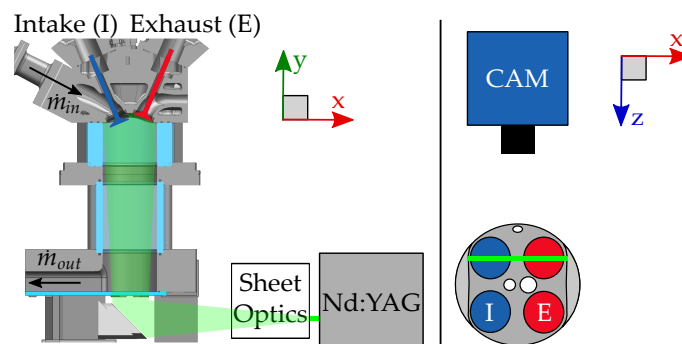 Intake (I) Exhaust (E)
ṁin
y
x
ṁout
Sheet
Optics
Nd:YAG
CAM
x
z
I
E